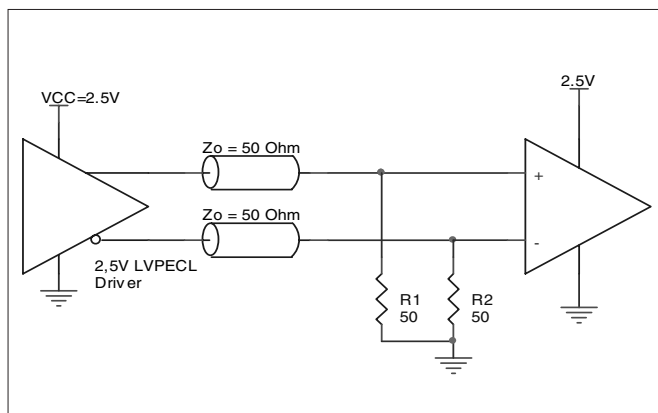 VCC=2.5V
2.5V
Zo = 50 Ohm
+
Zo = 50 Ohm
-
2,5V LVPECL
Driver
R1
50
R2
50